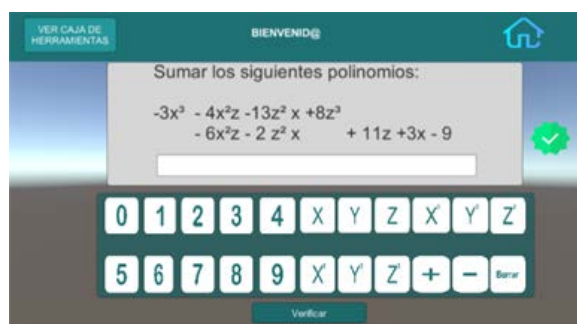 VER CAJA DE
HERRAMIENTAS
BIENVENID@
Sumar los siguientes polinomios:
-3x³ - 4x²z -13z² x +8z³
- 6x²z - 2 z² x + 11z +3x - 9
0 1 2 3 4 X Y Z
5 6 7 8 9 + − Borrar
Verificar